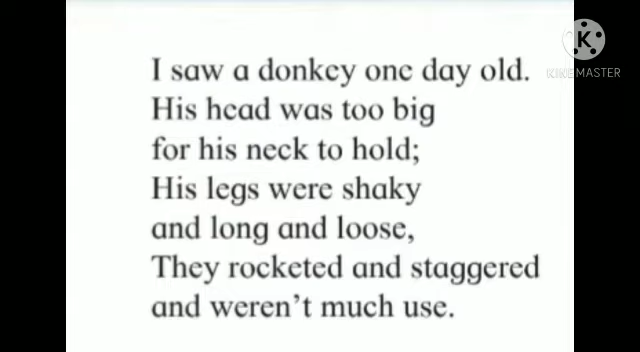 I saw a donkey one day old.
His head was too big
for his neck to hold;
His legs were shaky
and long and loose,
They rocketed and staggered
and weren't much use.
K
KINEMASTER